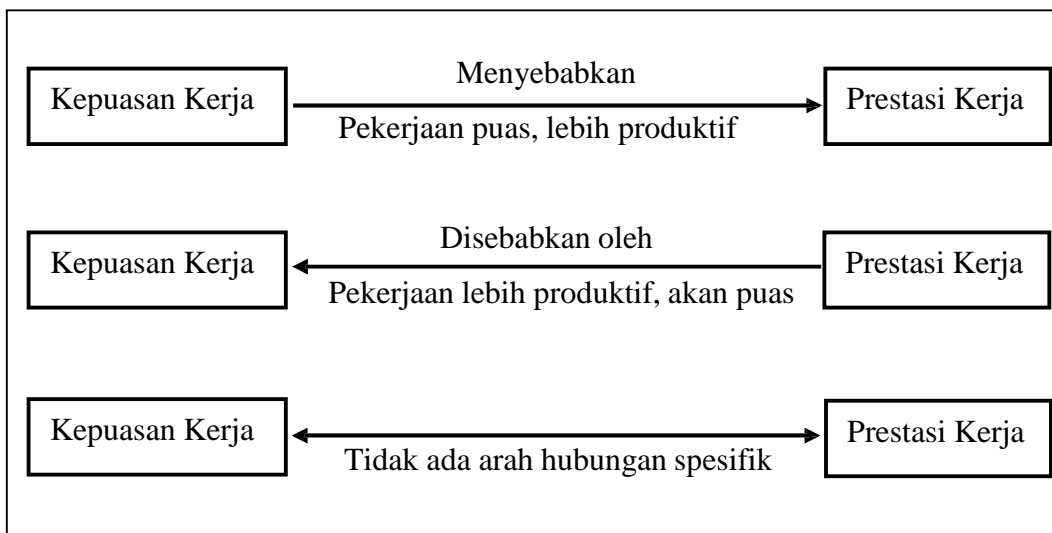 Menyebabkan
Kepuasan Kerja
Prestasi Kerja
Pekerjaan puas, lebih produktif
Disebabkan oleh
Kepuasan Kerja
Prestasi Kerja
Pekerjaan lebih produktif, akan puas
Kepuasan Kerja
Prestasi Kerja
Tidak ada arah hubungan spesifik